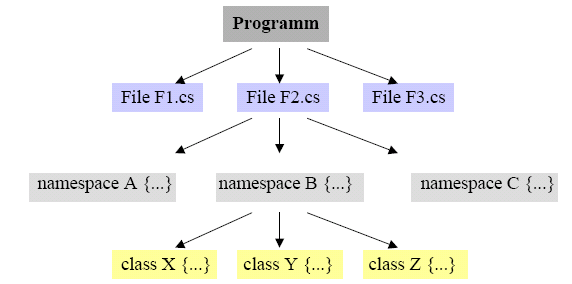 Programm
File F1.cs File F2.cs File F3.cs
namespace A {...} namespace B {...} namespace C {...}
class X {...} class Y {...} class Z {...}